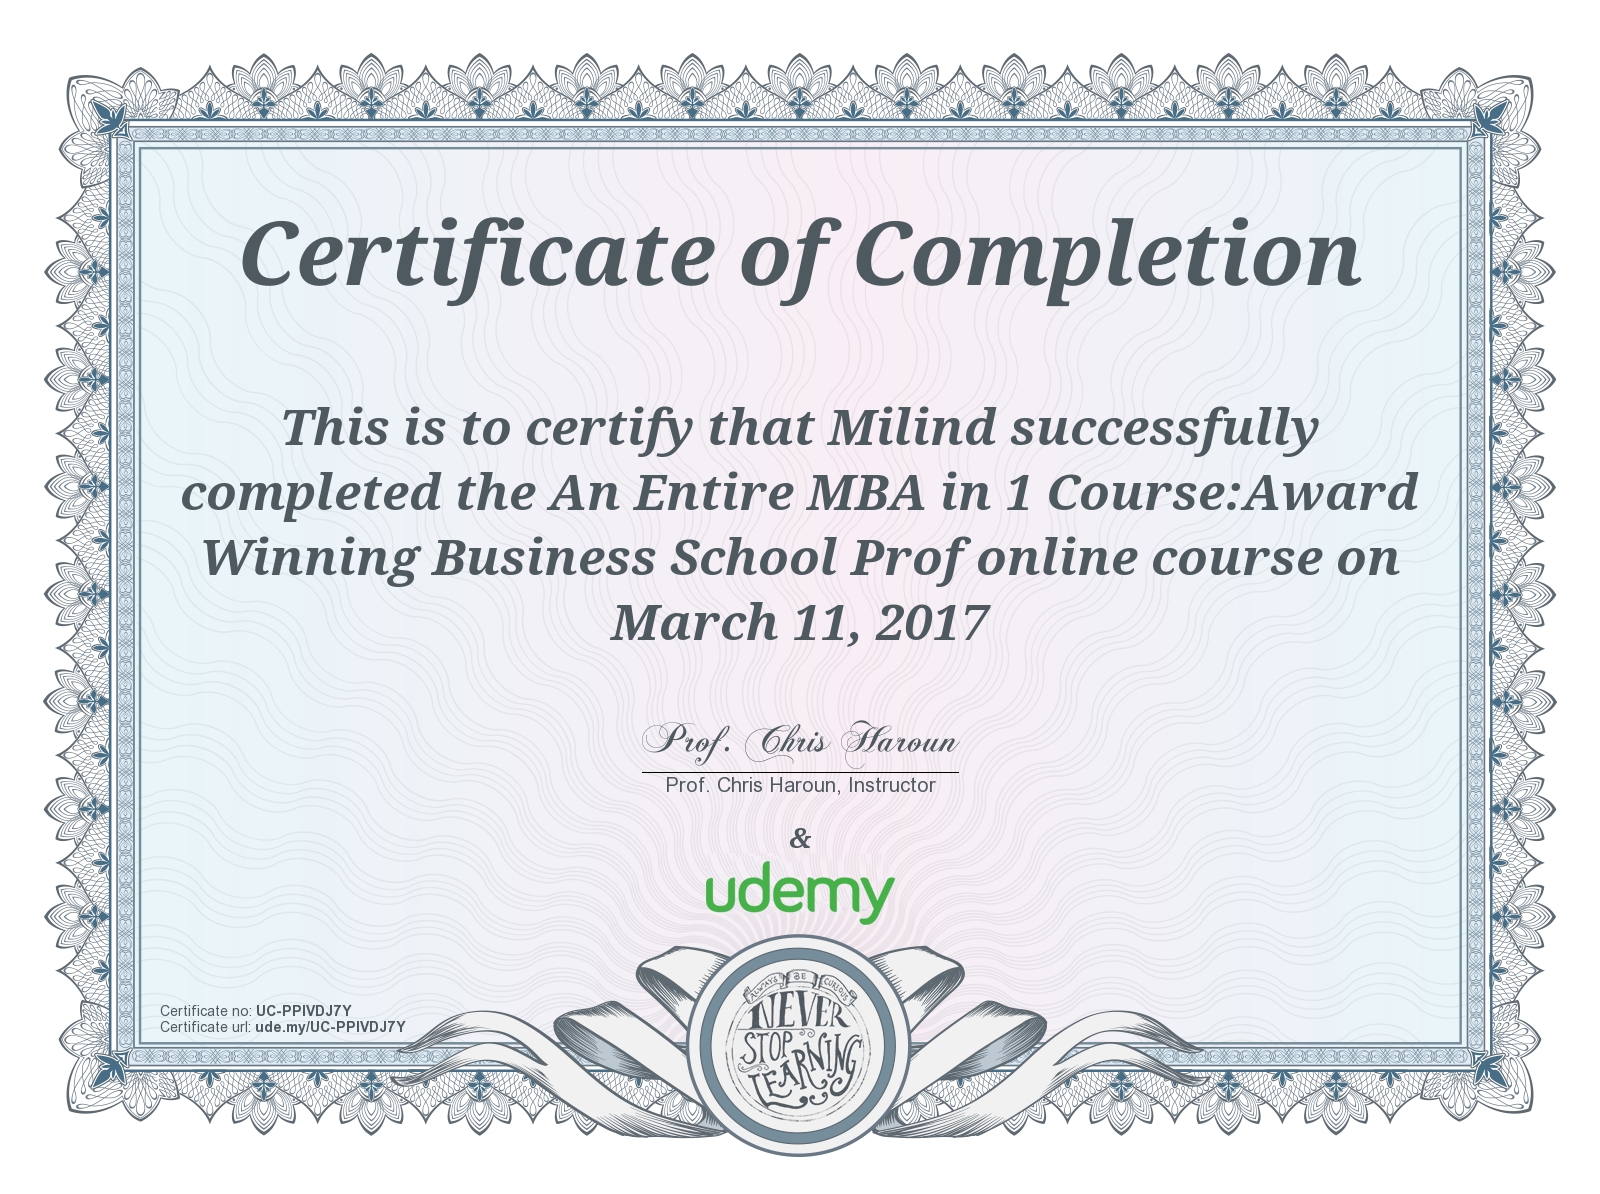 Certificate of Completion
This is to certify that Milind successfully
completed the An Entire MBA in 1 Course:Award
Winning Business School Prof online course on
March 11, 2017
Prof. Chris Haroun
Prof. Chris Haroun, Instructor
&
udemy
Certificate no: UC-PPIVDJ7Y
Certificate url: ude.my/UC-PPIVDJ7Y
ALWAYS BE CURIOUS
NEVER
STOP
LEARNING